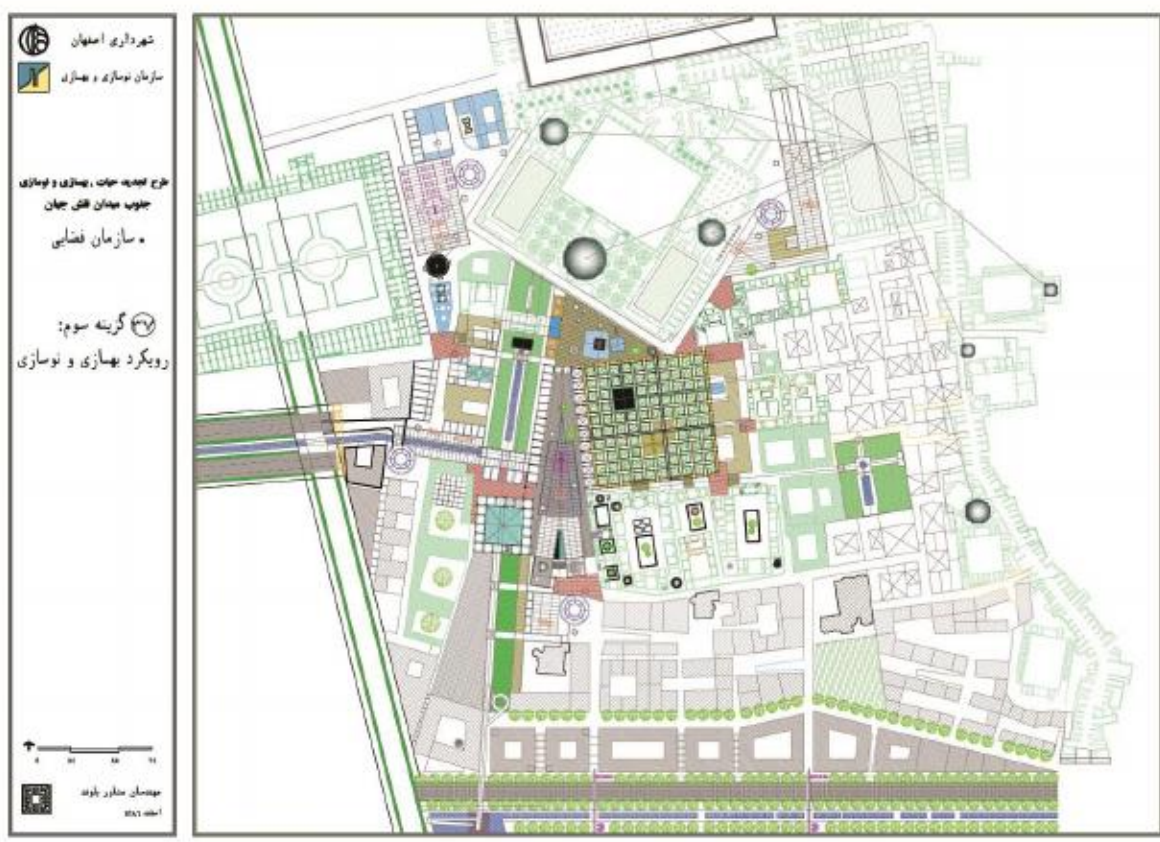 شهرداری اصفهان
سازمان نوسازی و بهسازی
طرح تجدید حیات ، بهسازی و نوسازی
جنوب میدان نقش جهان
• سازمان فضایی
گزینه سوم:
رویکرد بهسازی و نوسازی
مهندسان مشاور باوند